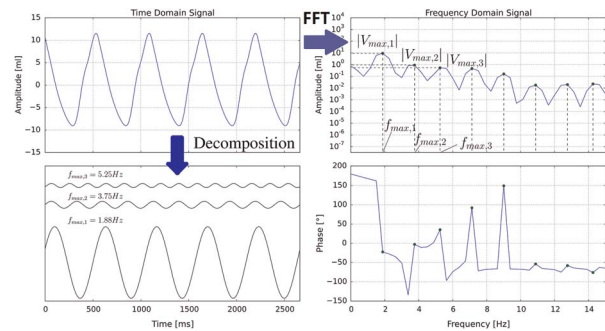 Time Domain Signal
FFT
Frequency Domain Signal
Amplitude [ml]
15
10
5
0
−5
−10
−15
Amplitude [ml]
10^4
10^3
10^2
10^1
10^0
10^-1
10^-2
10^-3
10^-4
10^-5
10^-6
10^-7
|V_max,1|
|V_max,2|
|V_max,3|
f_max,1
f_max,2
f_max,3
Decomposition
f_max,3 = 5.25Hz
f_max,2 = 3.75Hz
f_max,1 = 1.88Hz
0 500 1000 1500 2000 2500
Time [ms]
Phase [°]
200
150
100
50
0
−50
−100
−150
0 2 4 6 8 10 12 14
Frequency [Hz]